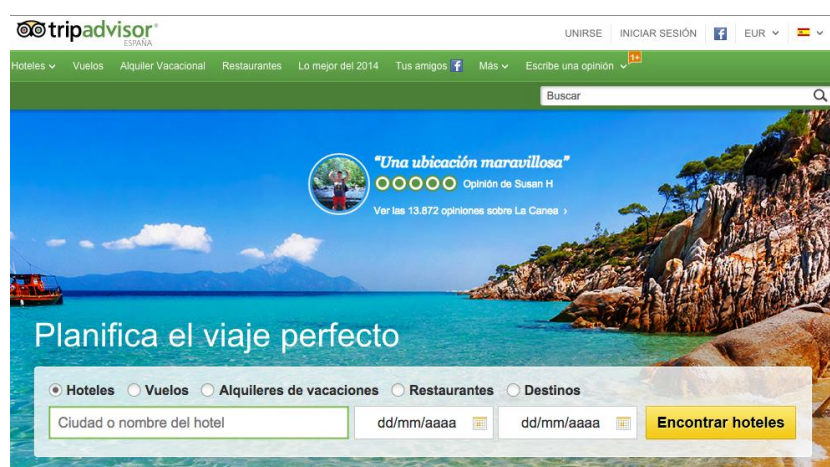 tripadvisor®
ESPAÑA
UNIRSE INICIAR SESIÓN f EUR
Hoteles Vuelos Alquiler Vacacional Restaurantes Lo mejor del 2014 Tus amigos f Más Escribe una opinión 1+
Buscar
"Una ubicación maravillosa"
Opinión de Susan H
Ver las 13.872 opiniones sobre La Canea ›
Planifica el viaje perfecto
Hoteles Vuelos Alquileres de vacaciones Restaurantes Destinos
Ciudad o nombre del hotel dd/mm/aaaa dd/mm/aaaa Encontrar hoteles